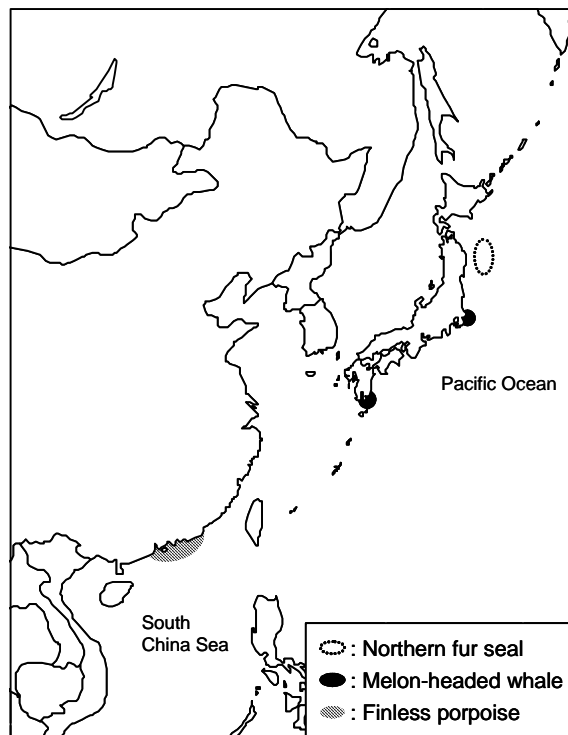 Pacific Ocean
South
China Sea
: Northern fur seal
: Melon-headed whale
: Finless porpoise